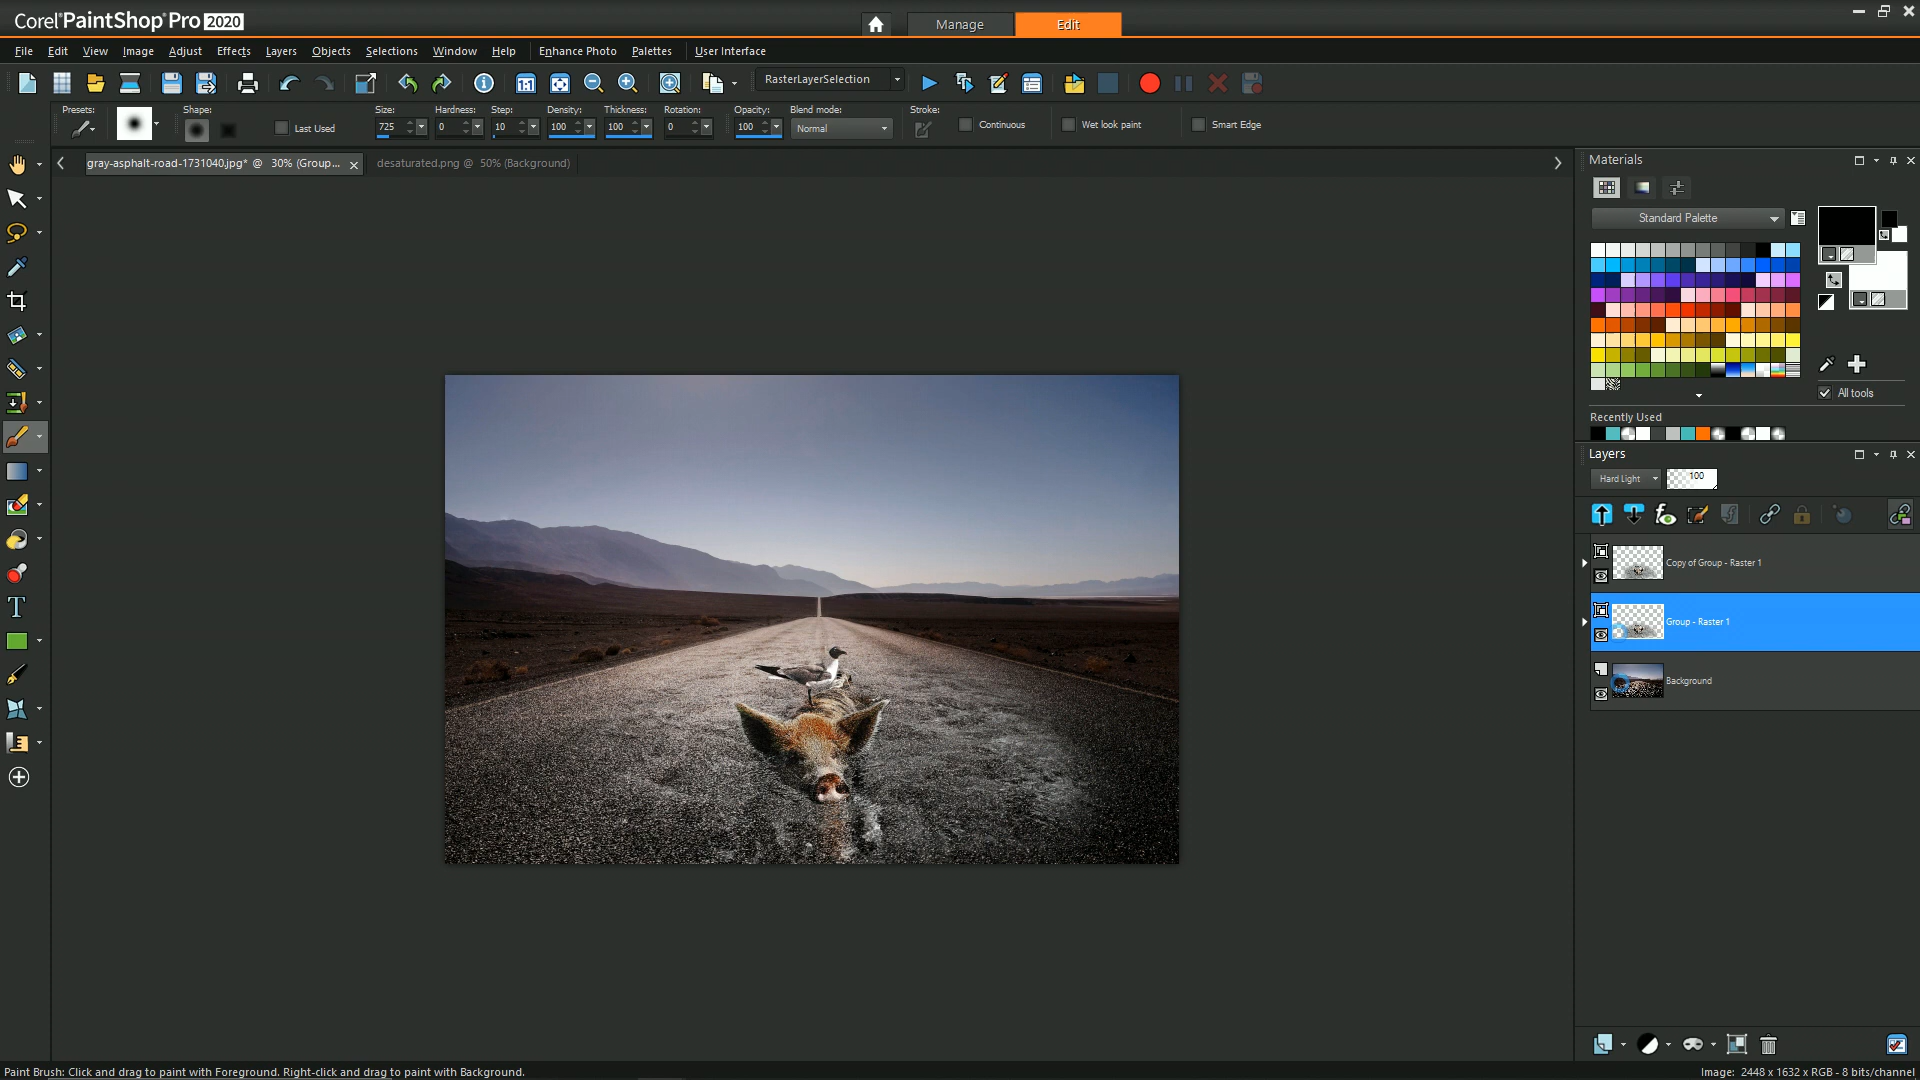 Corel PaintShop Pro 2020
Manage
Edit
File Edit View Image Adjust Effects Layers Objects Selections Window Help Enhance Photo Palettes User Interface
RasterLayerSelection
Presets: Shape: Size: Hardness: Step: Density: Thickness: Rotation: Opacity: Blend mode: Stroke:
Last Used 725 0 10 100 100 0 100 Normal Continuous Wet look paint Smart Edge
gray-asphalt-road-1731040.jpg* @ 30% (Group... desaturated.png @ 50% (Background)
Materials
Standard Palette
All tools
Recently Used
Layers
Hard Light 100
Copy of Group - Raster 1
Group - Raster 1
Background
Paint Brush: Click and drag to paint with Foreground. Right-click and drag to paint with Background.
Image: 2448 x 1632 x RGB - 8 bits/channel